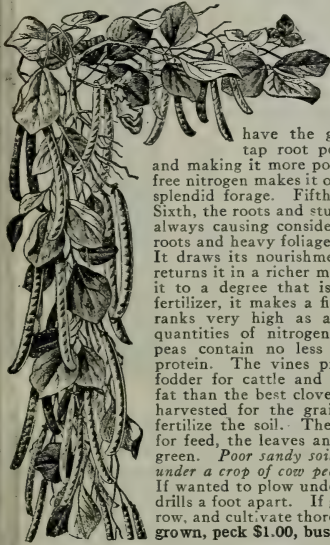 have the g
tap root pe
and making it more po
free nitrogen makes it o
splendid forage. Fifth
Sixth, the roots and stu
always causing conside
roots and heavy foliage
It draws its nourishme
returns it in a richer m
it to a degree that is
fertilizer, it makes a fi
ranks very high as a
quantities of nitrogen
peas contain no less
protein. The vines pr
fodder for cattle and
fat than the best clove
harvested for the grai
fertilize the soil. The
for feed, the leaves an
green. Poor sandy soi
under a crop of cow pea
If wanted to plow unde
drills a foot apart. If
row, and cultivate thoro
grown, peck $1.00, bus